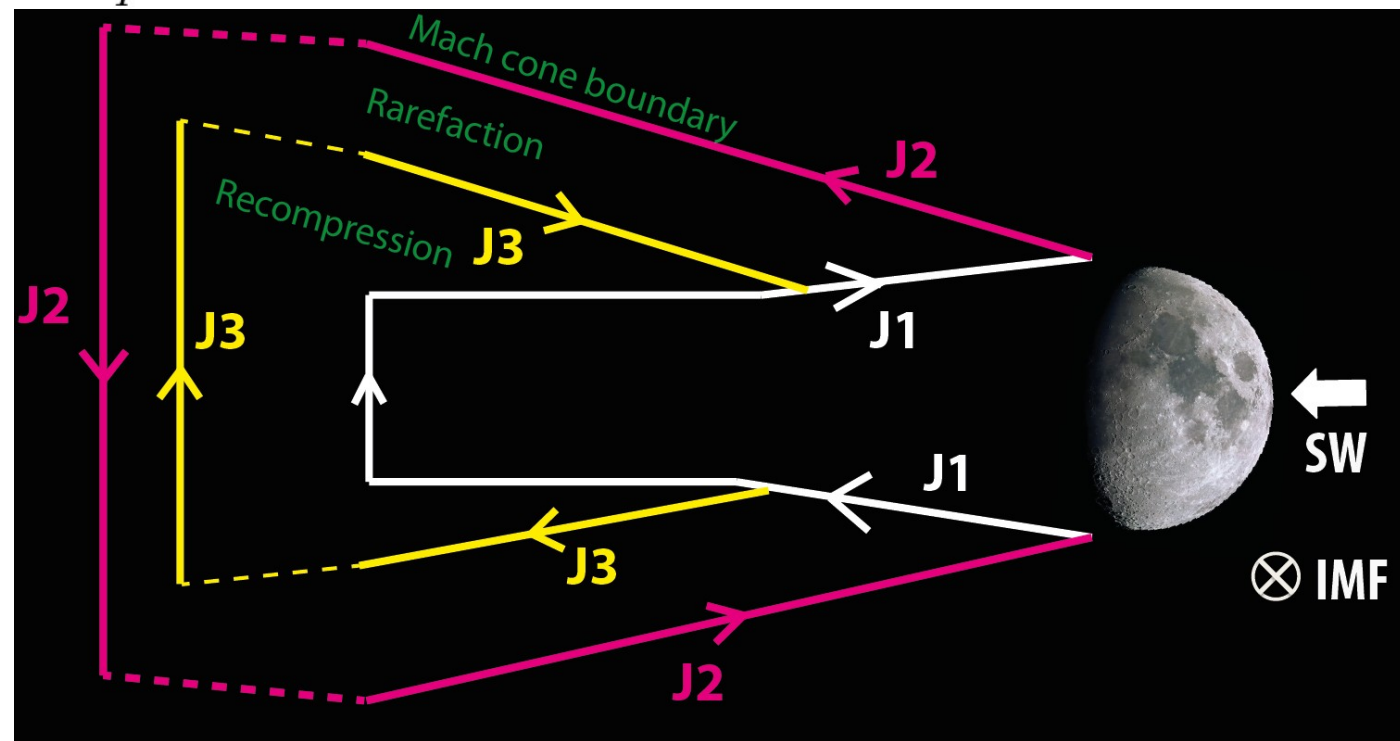 Mach cone boundary
Rarefaction
J2
Recompression
J3
J2
J3
J1
J1
SW
J3
IMF
J2